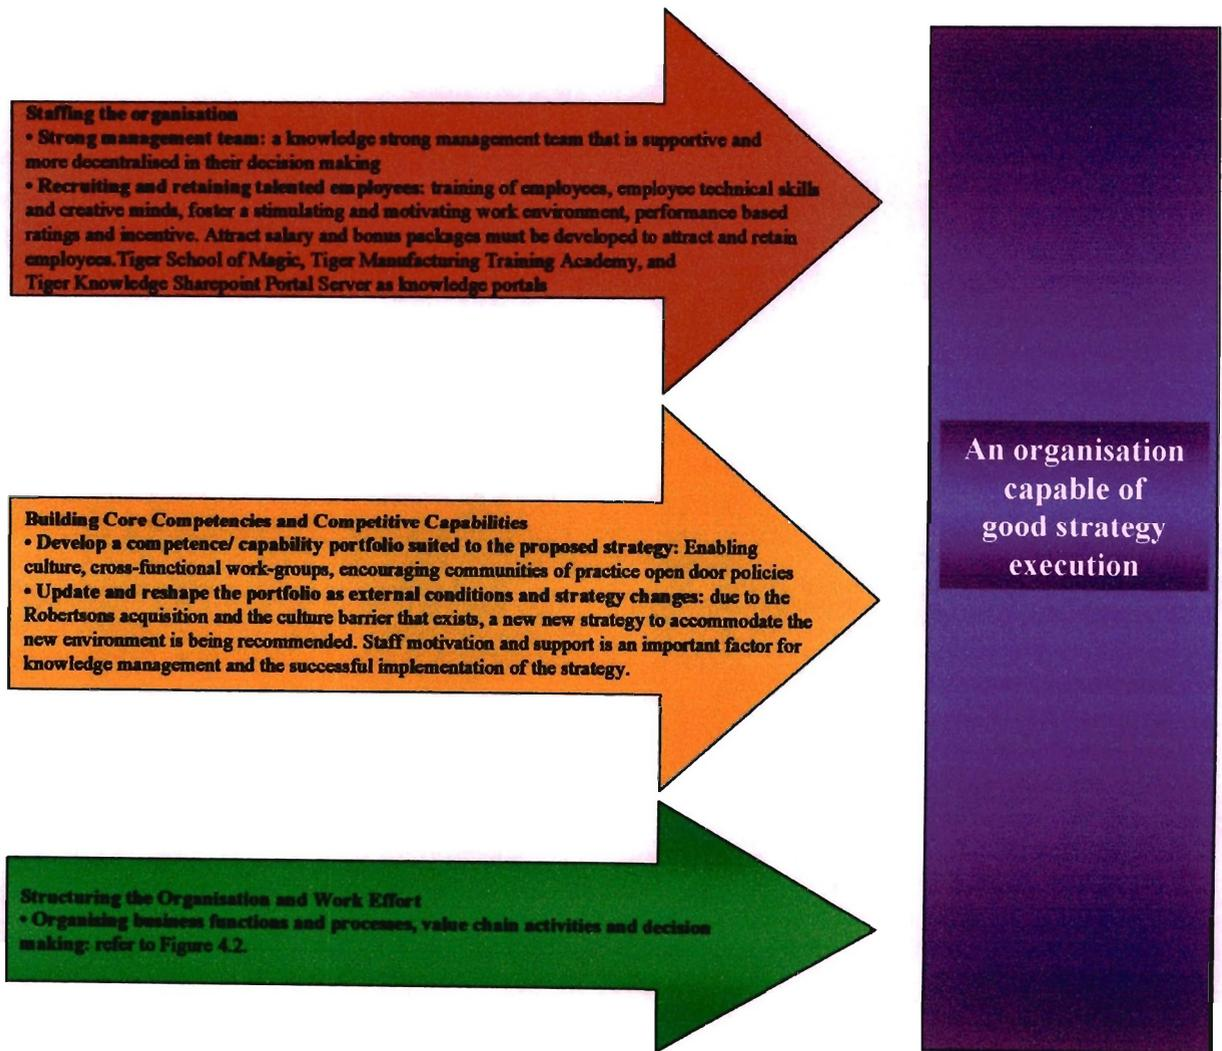 Staffing the organisation
• Strong management team: a knowledge strong management team that is supportive and
more decentralised in their decision making
• Recruiting and retaining talented employees: training of employees, employee technical skills
and creative minds, foster a stimulating and motivating work environment, performance based
ratings and incentive. Attract salary and bonus packages must be developed to attract and retain
employees.Tiger School of Magic, Tiger Manufacturing Training Academy, and
Tiger Knowledge Sharepoint Portal Server as knowledge portals
Building Core Competencies and Competitive Capabilities
• Develop a competence/ capability portfolio suited to the proposed strategy: Enabling
culture, cross-functional work-groups, encouraging communities of practice open door policies
• Update and reshape the portfolio as external conditions and strategy changes: due to the
Robertsons acquisition and the culture barrier that exists, a new new strategy to accommodate the
new environment is being recommended. Staff motivation and support is an important factor for
knowledge management and the successful implementation of the strategy.
Structuring the Organisation and Work Effort
• Organising business functions and processes, value chain activities and decision
making: refer to Figure 4.2.
An organisation
capable of
good strategy
execution